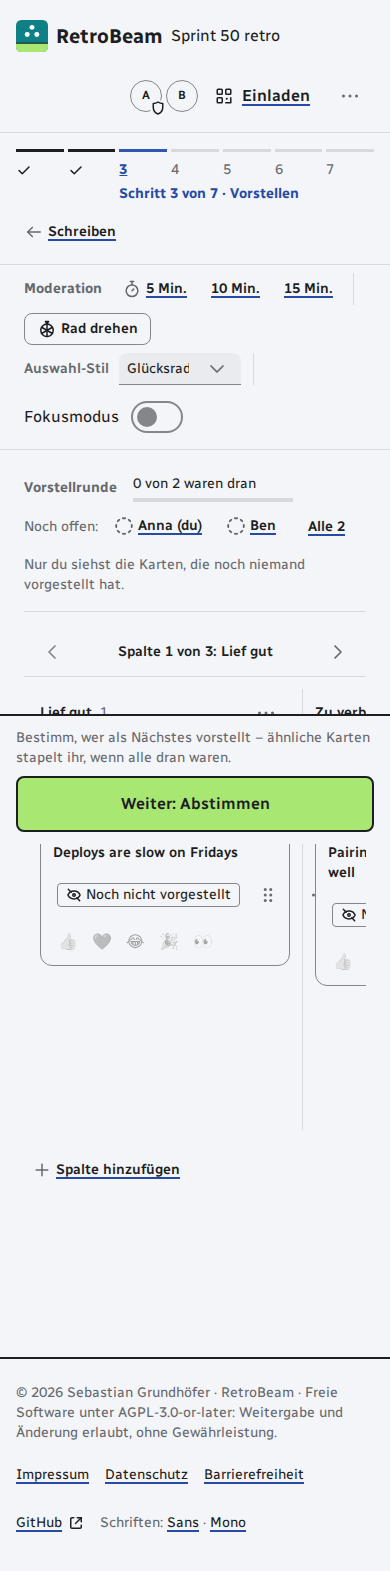 RetroBeam Sprint 50 retro
A B Einladen
3 4 5 6 7
Schritt 3 von 7 · Vorstellen
Schreiben
Moderation 5 Min. 10 Min. 15 Min.
Rad drehen
Auswahl-Stil Glücksrad
Fokusmodus
Vorstellrunde 0 von 2 waren dran
Noch offen: Anna (du) Ben Alle 2
Nur du siehst die Karten, die noch niemand
vorgestellt hat.
Spalte 1 von 3: Lief gut
Lief gut 1 Zu verb
Bestimm, wer als Nächstes vorstellt – ähnliche Karten
stapelt ihr, wenn alle dran waren.
Weiter: Abstimmen
Deploys are slow on Fridays
Pairin
well
Noch nicht vorgestellt
Spalte hinzufügen
© 2026 Sebastian Grundhöfer · RetroBeam · Freie
Software unter AGPL-3.0-or-later: Weitergabe und
Änderung erlaubt, ohne Gewährleistung.
Impressum Datenschutz Barrierefreiheit
GitHub Schriften: Sans · Mono